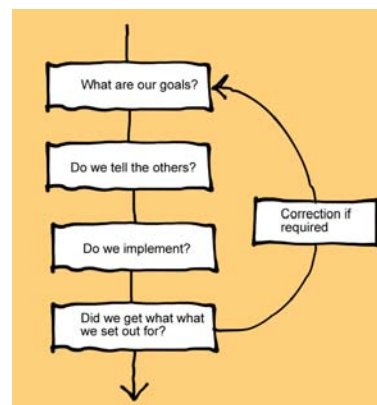 What are our goals?
Do we tell the others?
Correction if
required
Do we implement?
Did we get what what
we set out for?